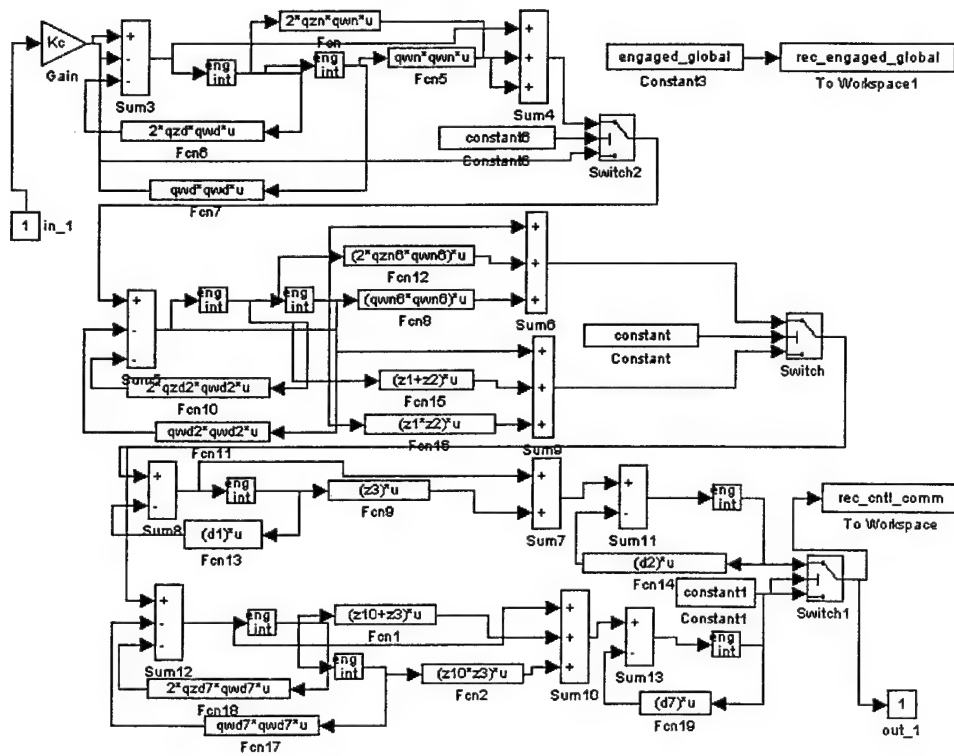 2*qzn*qwn*u
Fcn
Kc
Gain
+
-
-
Sum3
eng
int
eng
int
qwn*qwn*u
Fcn5
+
+
+
Sum4
engaged_global
Constant3
rec_engaged_global
To Workspace1
2*qzd*qwd*u
Fcn6
constant6
Constant6
Switch2
qwd*qwd*u
Fcn7
1
in_1
(2*qzn6*qwn6)*u
Fcn12
+
+
+
Sum6
eng
int
eng
int
(qwn6*qwn6)*u
Fcn8
+
-
-
Sum5
constant
Constant
Switch
2*qzd2*qwd2*u
Fcn10
(z1+z2)*u
Fcn15
+
+
+
Sum9
qwd2*qwd2*u
Fcn11
(z1*z2)*u
Fcn16
+
-
Sum8
eng
int
(z3)*u
Fcn9
+
+
Sum7
+
-
Sum11
eng
int
rec_cntl_comm
To Workspace
(d1)*u
Fcn13
(d2)*u
Fcn14
constant1
Constant1
Switch1
+
-
-
Sum12
eng
int
(z10+z3)*u
Fcn1
+
+
+
Sum10
+
-
Sum13
eng
int
eng
int
(z10*z3)*u
Fcn2
2*qzd7*qwd7*u
Fcn18
(d7)*u
Fcn19
qwd7*qwd7*u
Fcn17
1
out_1